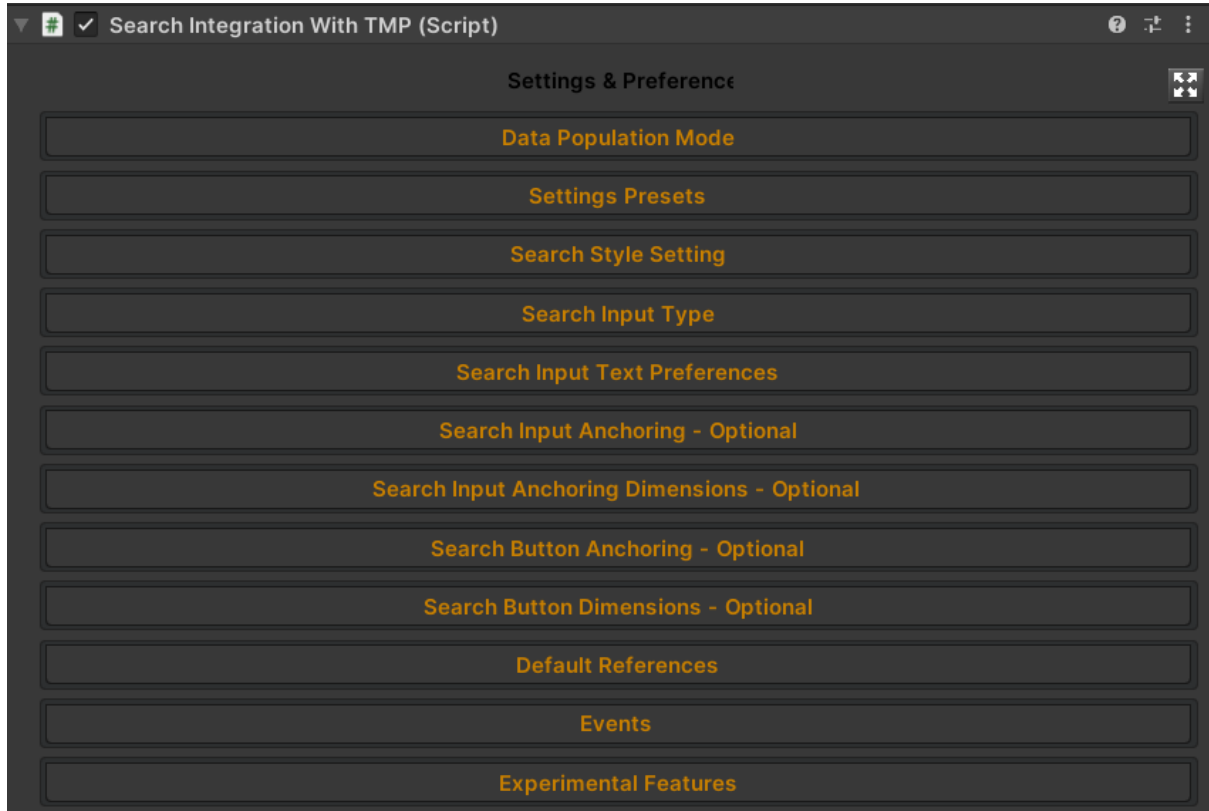 # Search Integration With TMP (Script)
Settings & Preference
Data Population Mode
Settings Presets
Search Style Setting
Search Input Type
Search Input Text Preferences
Search Input Anchoring - Optional
Search Input Anchoring Dimensions - Optional
Search Button Anchoring - Optional
Search Button Dimensions - Optional
Default References
Events
Experimental Features